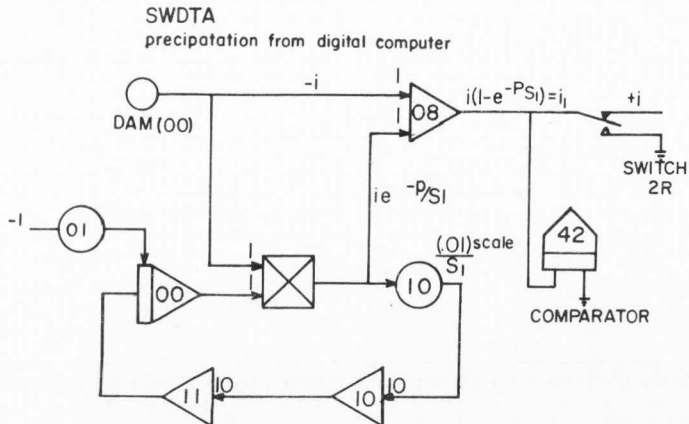 SWDTA
precipatation from digital computer
-i
1
i(1-e^-PS1)=i1
+i
08
DAM (00)
1
SWITCH
2R
ie^-p/S1
-1
01
(.01) scale
S1
42
1
1
00
10
COMPARATOR
11
10
10
10